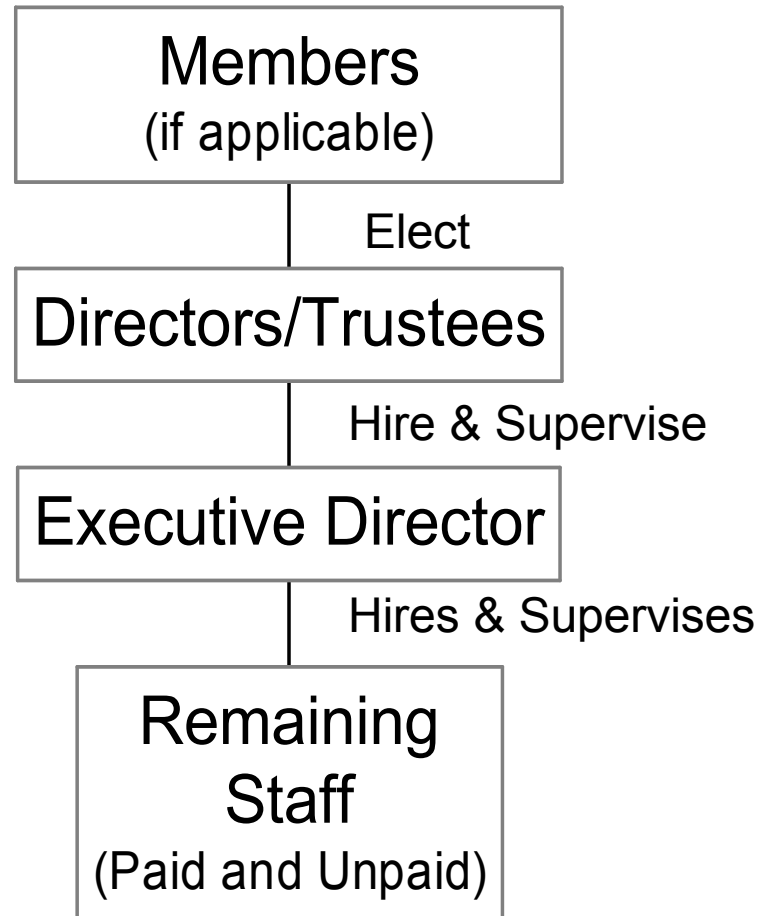 Members
(if applicable)
Elect
Directors/Trustees
Hire & Supervise
Executive Director
Hires & Supervises
Remaining
Staff
(Paid and Unpaid)